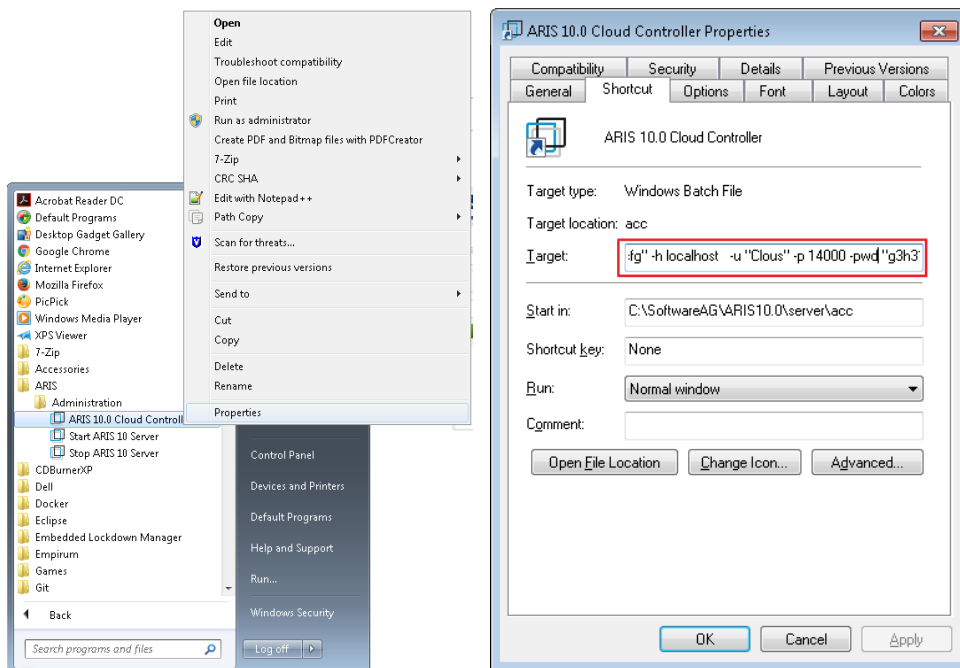 Open
Edit
Troubleshoot compatibility
Open file location
Print
Run as administrator
Create PDF and Bitmap files with PDFCreator
7-Zip
CRC SHA
Edit with Notepad++
Path Copy
Scan for threats...
Restore previous versions
Send to
Cut
Copy
Delete
Rename
Properties
Acrobat Reader DC
Default Programs
Desktop Gadget Gallery
Google Chrome
Internet Explorer
Mozilla Firefox
PicPick
Windows Media Player
XPS Viewer
7-Zip
Accessories
ARIS
Administration
ARIS 10.0 Cloud Controll
Start ARIS 10 Server
Stop ARIS 10 Server
CDBurnerXP
Dell
Docker
Eclipse
Embedded Lockdown Manager
Empirum
Games
Git
Back
Search programs and files
Control Panel
Devices and Printers
Default Programs
Help and Support
Run...
Windows Security
Log off
ARIS 10.0 Cloud Controller Properties
Compatibility Security Details Previous Versions
General Shortcut Options Font Layout Colors
ARIS 10.0 Cloud Controller
Target type: Windows Batch File
Target location: acc
Target: :fg" -h localhost -u "Clous" -p 14000 -pwd "g3h3
Start in: C:\SoftwareAG\ARIS10.0\server\acc
Shortcut key: None
Run: Normal window
Comment:
Open File Location Change Icon... Advanced...
OK Cancel Apply